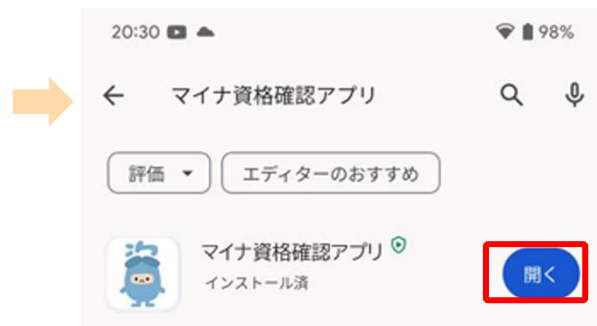 20:30 98%
マイナ資格確認アプリ
評価 エディターのおすすめ
マイナ資格確認アプリ
インストール済
開く